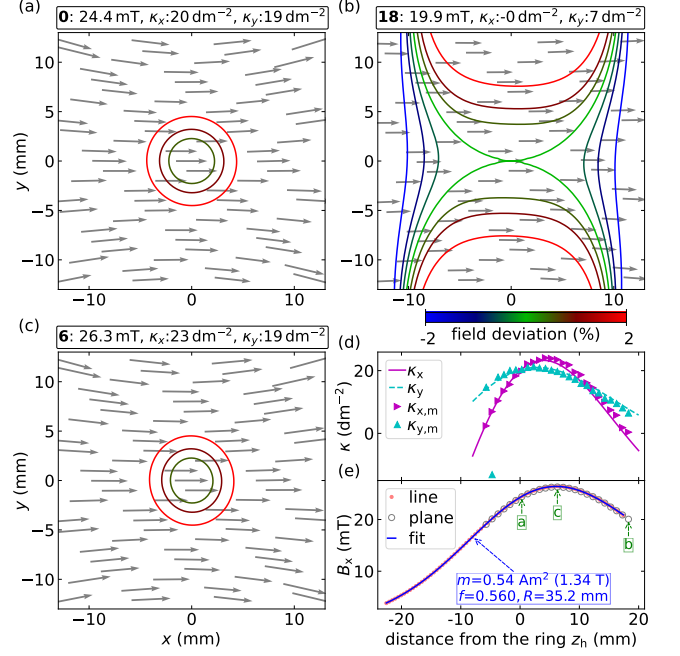 (a)
0: 24.4 mT, κx:20 dm−2, κy:19 dm−2
y (mm)
10
5
0
−5
−10
−10
0
10
(b)
18: 19.9 mT, κx:-0 dm−2, κy:7 dm−2
10
5
0
−5
−10
−10
0
10
-2
field deviation (%)
2
(c)
6: 26.3 mT, κx:23 dm−2, κy:19 dm−2
y (mm)
10
5
0
−5
−10
−10
0
10
x (mm)
(d)
κ (dm−2)
20
0
κx
κy
κx,m
κy,m
−20
−10
0
10
20
(e)
Bx (mT)
20
10
line
plane
fit
a
c
b
m=0.54 Am2 (1.34 T)
f=0.560, R=35.2 mm
−20
−10
0
10
20
distance from the ring zh (mm)